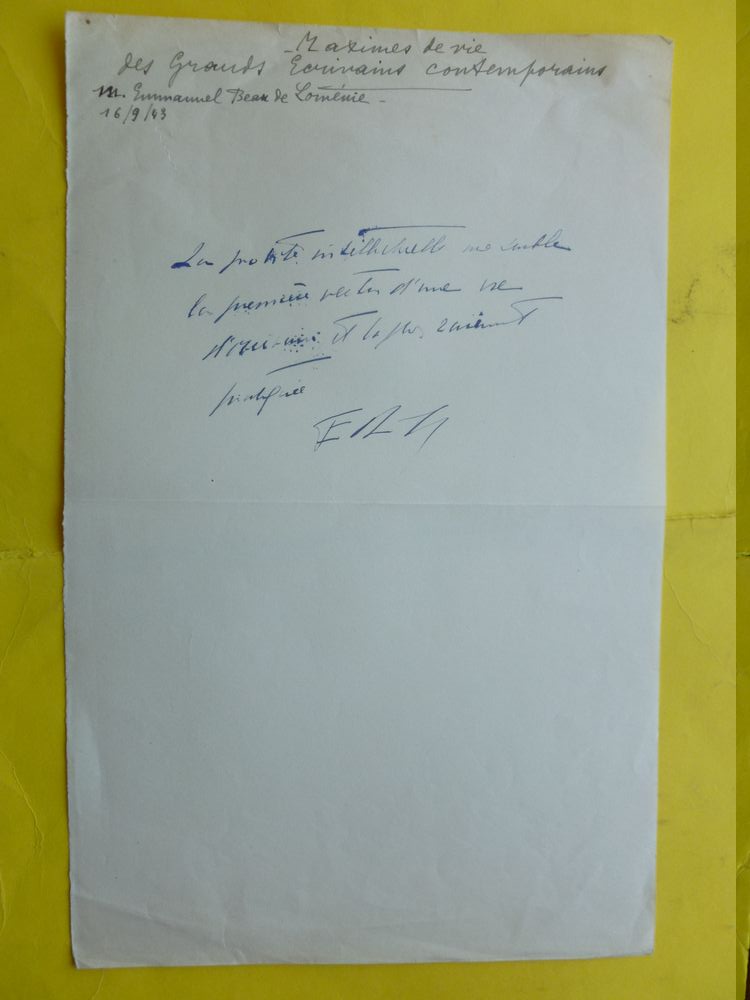 - Maximes de vie
des Grands Ecrivains contemporains
M. Emmanuel Beau de Loménie -
16/9/43
La probité intellectuelle me semble
la première vertu d'une vie
d'écrivain et la plus rarement
pratiquée